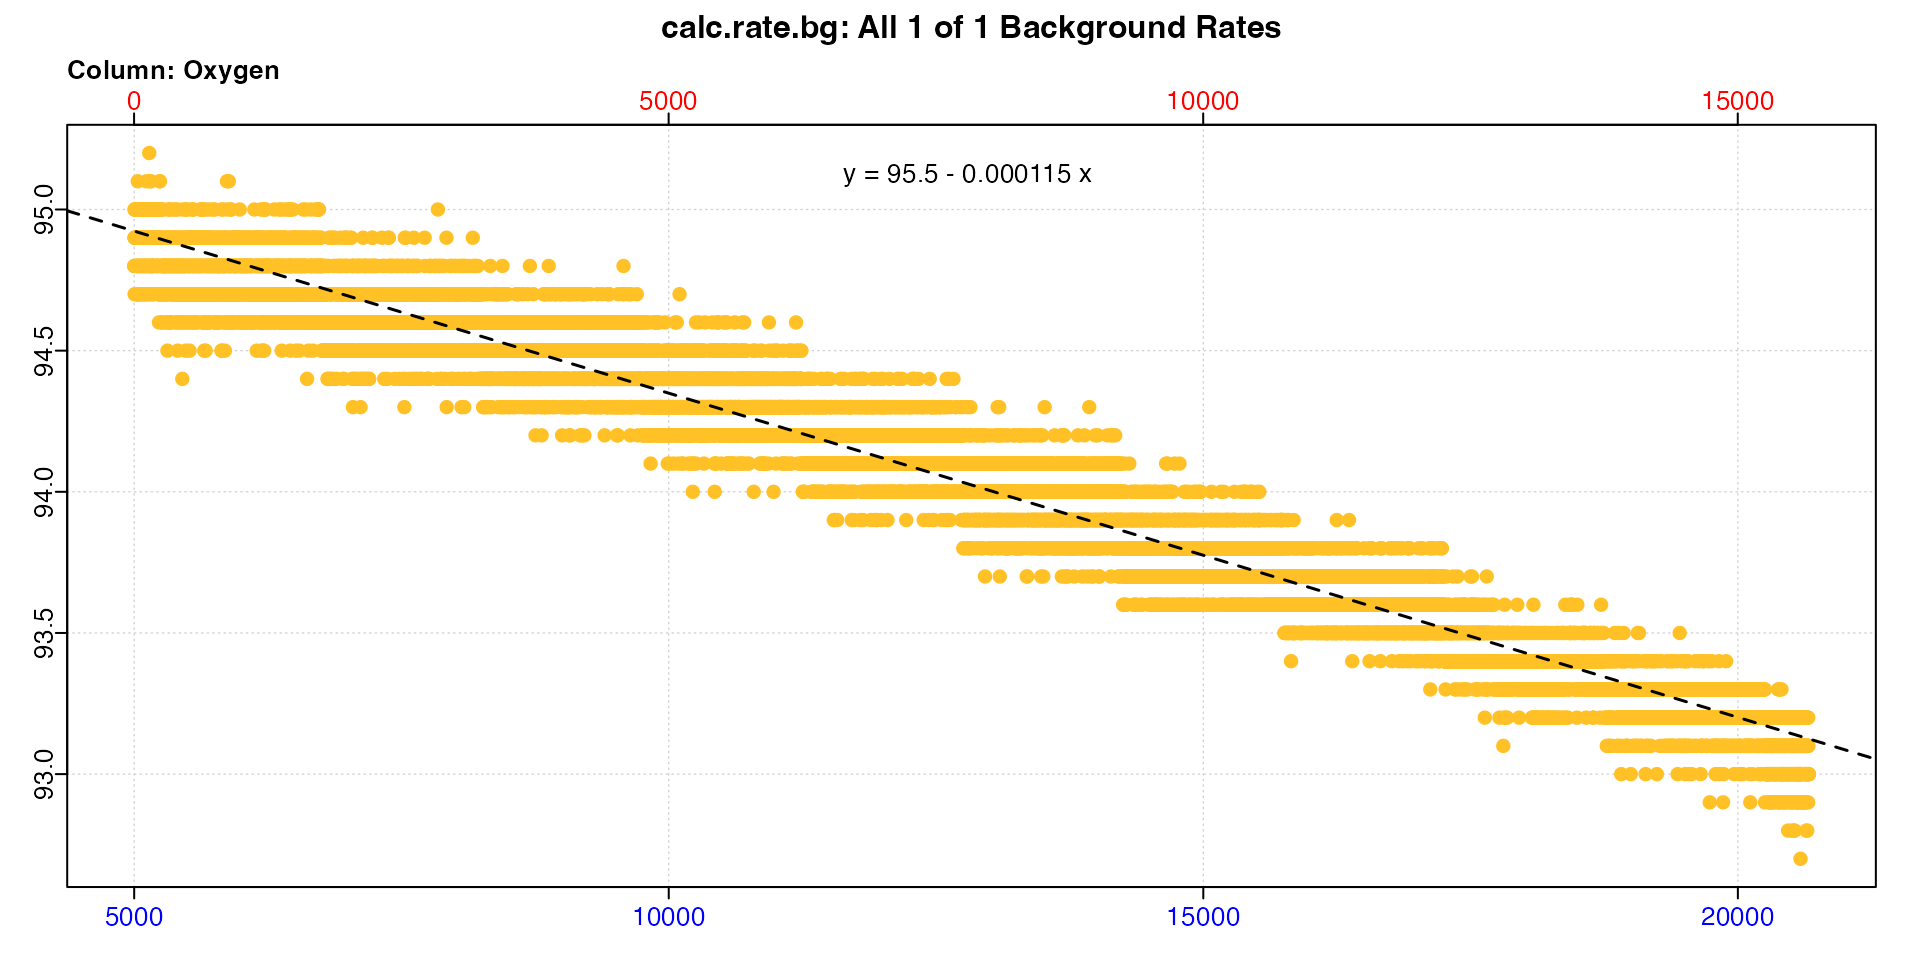 calc.rate.bg: All 1 of 1 Background Rates
Column: Oxygen
0 5000 10000 15000
y = 95.5 - 0.000115 x
95.0
94.5
94.0
93.5
93.0
5000 10000 15000 20000